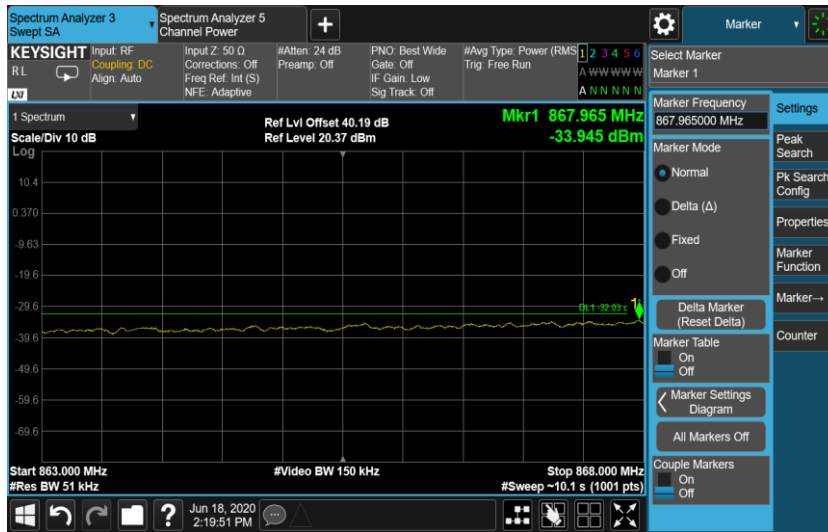 Spectrum Analyzer 3
Swept SA
Spectrum Analyzer 5
Channel Power
Marker
KEYSIGHT
R L
LXI
Input: RF
Coupling: DC
Align: Auto
Input Z: 50 Ω
Corrections: Off
Freq Ref: Int (S)
NFE: Adaptive
#Atten: 24 dB
Preamp: Off
PNO: Best Wide
Gate: Off
IF Gain: Low
Sig Track: Off
#Avg Type: Power (RMS
Trig: Free Run
1 2 3 4 5 6
A W W W W W
A N N N N N
Select Marker
Marker 1
1 Spectrum
Scale/Div 10 dB
Log
Ref Lvl Offset 40.19 dB
Ref Level 20.37 dBm
Mkr1 867.965 MHz
-33.945 dBm
10.4
0.370
-9.63
-19.6
-29.6
-39.6
-49.6
-59.6
-69.6
DL1 -32.03
1
Start 863.000 MHz
#Res BW 51 kHz
#Video BW 150 kHz
Stop 868.000 MHz
#Sweep ~10.1 s (1001 pts)
Marker Frequency
867.965000 MHz
Marker Mode
Normal
Delta (Δ)
Fixed
Off
Delta Marker
(Reset Delta)
Marker Table
On
Off
Marker Settings
Diagram
All Markers Off
Couple Markers
On
Off
Settings
Peak
Search
Pk Search
Config
Properties
Marker
Function
Marker→
Counter
Jun 18, 2020
2:19:51 PM